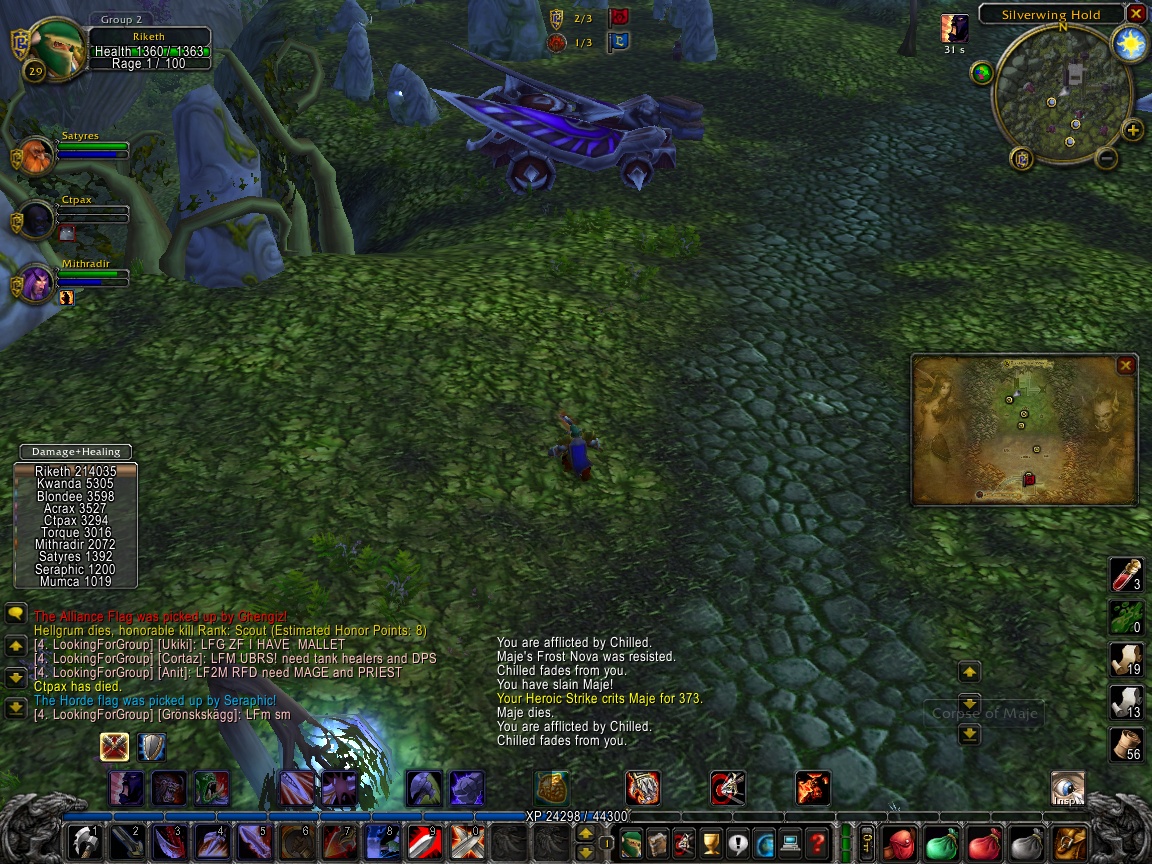 Group 2
Riketh
Health 1360 / 1363
Rage 1 / 100
29
2/3
1/3
31 s
Silverwing Hold
N
Satyres
Ctpax
Mithradir
Damage+Healing
Riketh 214035
Kwanda 5305
Blondee 3598
Acrax 3527
Ctpax 3294
Torque 3016
Mithradir 2072
Satyres 1392
Seraphic 1200
Mumca 1019
The Alliance Flag was picked up by Ghengiz!
Hellgrum dies, honorable kill Rank: Scout (Estimated Honor Points: 8)
[4. LookingForGroup] [Ukiki]: LFG ZF I HAVE MALLET
[4. LookingForGroup] [Cortaz]: LFM UBRS! need tank healers and DPS
[4. LookingForGroup] [Anit]: LF2M RFD need MAGE and PRIEST
Ctpax has died.
The Horde flag was picked up by Seraphic!
[4. LookingForGroup] [Grönskskägg]: LFm sm
You are afflicted by Chilled.
Maje's Frost Nova was resisted.
Chilled fades from you.
You have slain Maje!
Your Heroic Strike crits Maje for 373.
Maje dies.
You are afflicted by Chilled.
Chilled fades from you.
Corpse of Maje
3
0
19
13
56
Insp
XP 24298 / 44300
1
2
3
4
5
6
7
8
9
0
1